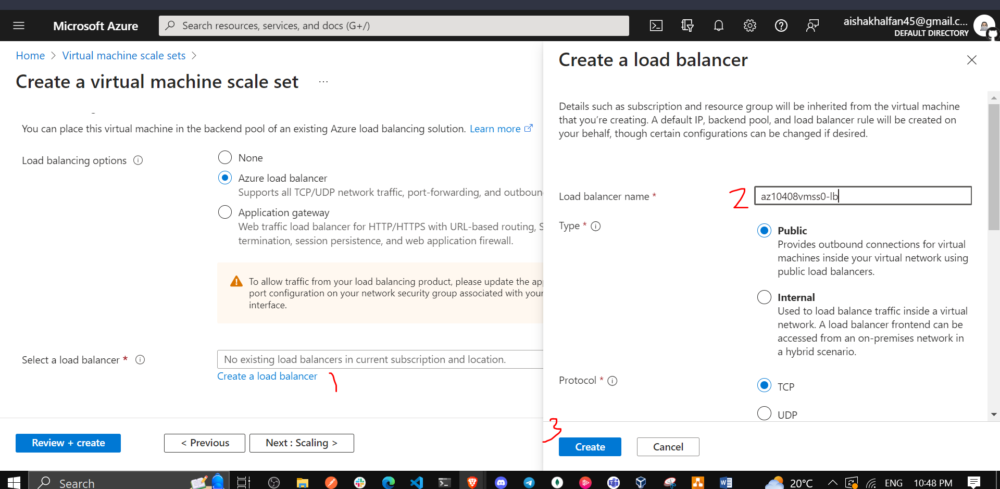 Microsoft Azure
Search resources, services, and docs (G+/)
aishakhalfan45@gmail.c...
DEFAULT DIRECTORY
Home > Virtual machine scale sets >
Create a virtual machine scale set ...
You can place this virtual machine in the backend pool of an existing Azure load balancing solution. Learn more
Load balancing options
None
Azure load balancer
Supports all TCP/UDP network traffic, port-forwarding, and outboun
Application gateway
Web traffic load balancer for HTTP/HTTPS with URL-based routing, S
termination, session persistence, and web application firewall.
To allow traffic from your load balancing product, please update the app
port configuration on your network security group associated with your
interface.
Select a load balancer *
No existing load balancers in current subscription and location.
Create a load balancer
1
Review + create
< Previous
Next : Scaling >
Create a load balancer
Details such as subscription and resource group will be inherited from the virtual machine
that you're creating. A default IP, backend pool, and load balancer rule will be created on
your behalf, though certain configurations can be changed if desired.
Load balancer name *
2
az10408vmss0-lb
Type *
Public
Provides outbound connections for virtual
machines inside your virtual network using
public load balancers.
Internal
Used to load balance traffic inside a virtual
network. A load balancer frontend can be
accessed from an on-premises network in
a hybrid scenario.
Protocol *
TCP
UDP
3
Create
Cancel
Search
20°C
ENG
10:48 PM